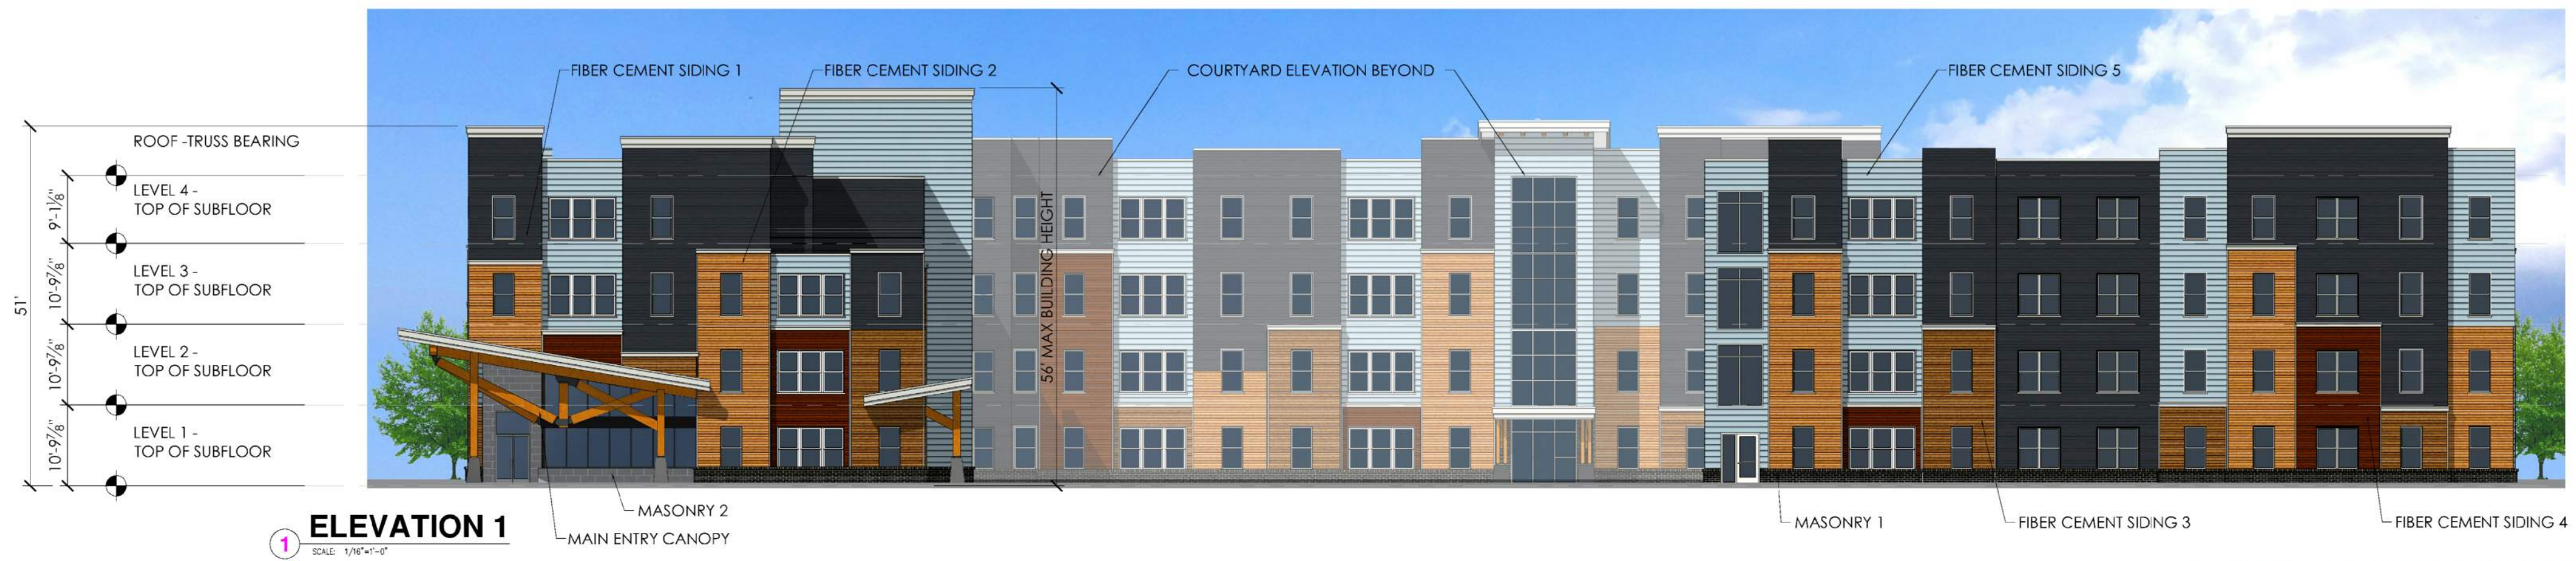 FIBER CEMENT SIDING 1
FIBER CEMENT SIDING 2
COURTYARD ELEVATION BEYOND
FIBER CEMENT SIDING 5
ROOF -TRUSS BEARING
LEVEL 4 -
TOP OF SUBFLOOR
LEVEL 3 -
TOP OF SUBFLOOR
LEVEL 2 -
TOP OF SUBFLOOR
LEVEL 1 -
TOP OF SUBFLOOR
51'
9'-1⅛"
10'-9⅞"
10'-9⅞"
10'-9⅞"
56' MAX BUILDING HEIGHT
MASONRY 2
MAIN ENTRY CANOPY
MASONRY 1
FIBER CEMENT SIDING 3
FIBER CEMENT SIDING 4
1
ELEVATION 1
SCALE: 1/16"=1'-0"